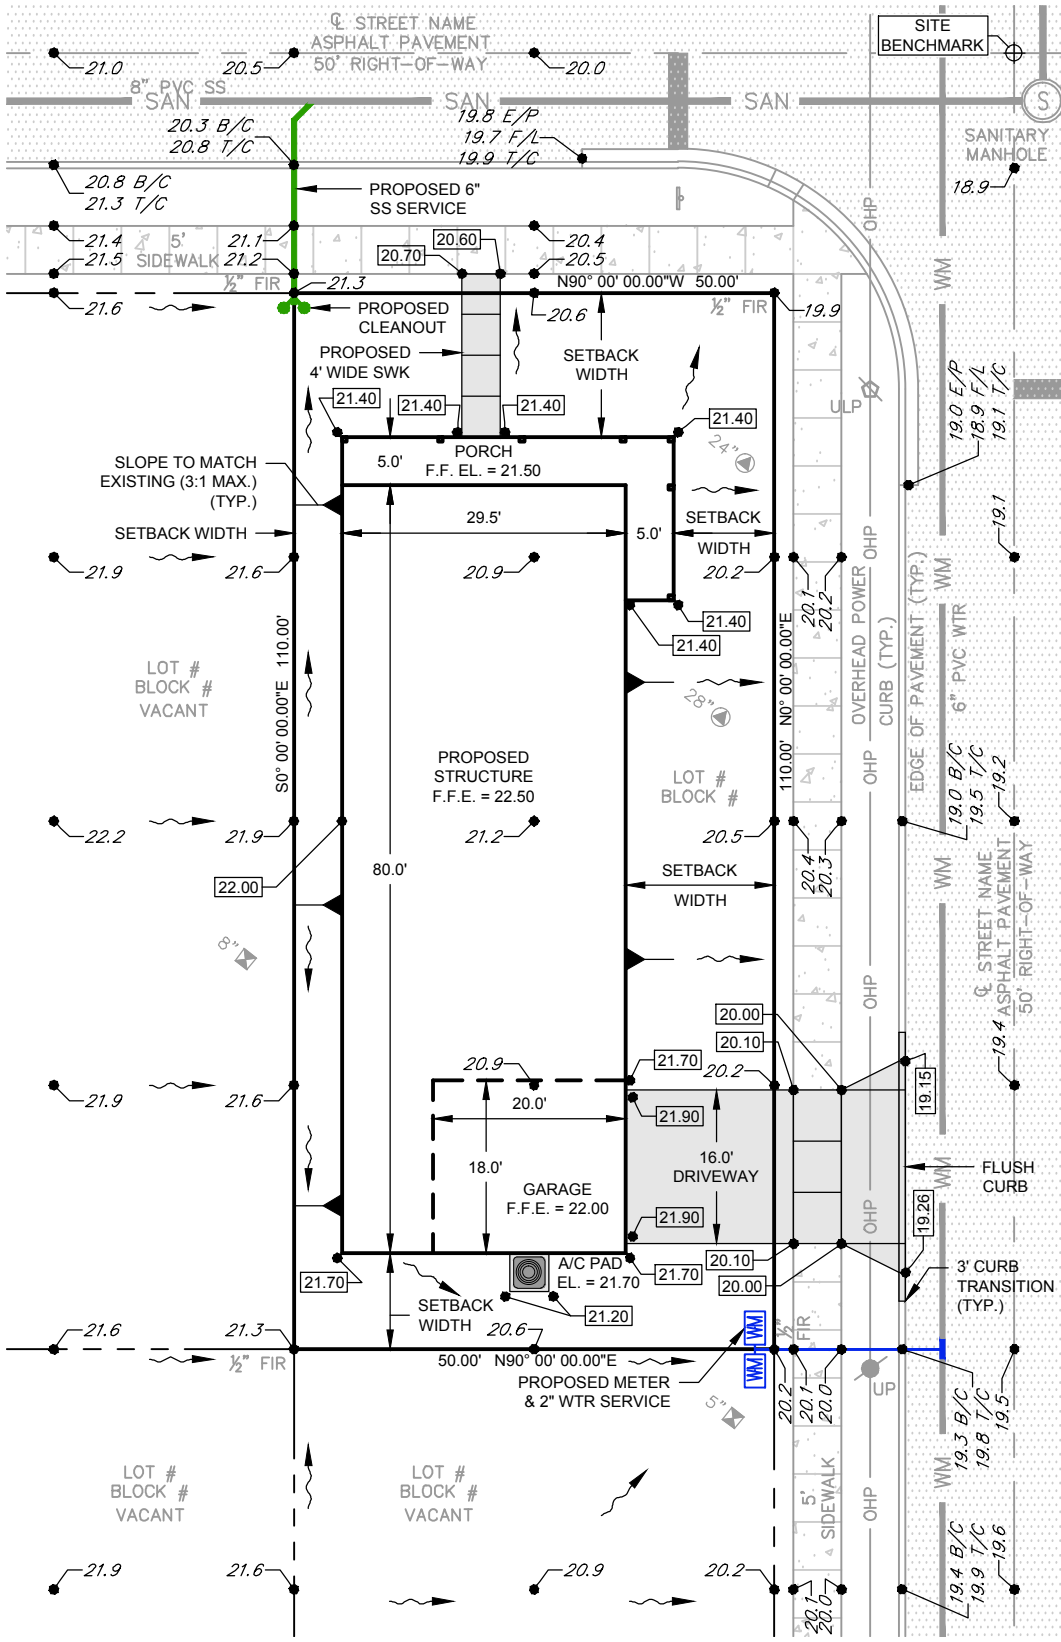 ℄ STREET NAME
ASPHALT PAVEMENT
50' RIGHT-OF-WAY
SITE
BENCHMARK
21.0
20.5
20.0
8" PVC SS
SAN
SAN
SAN
S
SANITARY
MANHOLE
20.3 B/C
20.8 T/C
19.8 E/P
19.7 F/L
19.9 T/C
20.8 B/C
21.3 T/C
PROPOSED 6"
SS SERVICE
18.9
OHP
21.4
5'
SIDEWALK
21.1
20.60
20.4
21.5
21.2
20.70
20.5
WM
½" FIR
21.3
N90° 00' 00.00"W 50.00'
21.6
PROPOSED
CLEANOUT
20.6
½" FIR
19.9
PROPOSED
4' WIDE SWK
SETBACK
WIDTH
19.0 E/P
18.9 F/L
19.1 T/C
ULP
21.40
21.40
21.40
21.40
24"
SLOPE TO MATCH
EXISTING (3:1 MAX.)
(TYP.)
5.0'
PORCH
F.F. EL. = 21.50
19.1
SETBACK WIDTH
29.5'
5.0'
SETBACK
WIDTH
OHP
WM
21.9
21.6
20.9
20.2
20.1
20.2
21.40
21.40
LOT #
BLOCK #
VACANT
S0° 00' 00.00"E 110.00'
110.00' N0° 00' 00.00"E
OVERHEAD POWER
CURB (TYP.)
EDGE OF PAVEMENT (TYP.)
6" PVC WTR
28"
PROPOSED
STRUCTURE
F.F.E. = 22.50
LOT #
BLOCK #
OHP
19.0 B/C
19.5 T/C
19.2
22.2
21.9
21.2
20.5
20.4
20.3
22.00
80.0'
SETBACK
WIDTH
WM
℄ STREET NAME
ASPHALT PAVEMENT
50' RIGHT-OF-WAY
8"
OHP
WM
20.00
20.10
19.4
21.9
21.6
20.9
21.70
20.2
19.15
20.0'
21.90
18.0'
16.0'
DRIVEWAY
WM
FLUSH
CURB
GARAGE
F.F.E. = 22.00
21.90
OHP
19.26
21.70
A/C PAD
EL. = 21.70
21.70
20.10
20.00
3' CURB
TRANSITION
(TYP.)
SETBACK
WIDTH
21.20
21.6
21.3
20.6
WM
½" FIR
½" FIR
50.00' N90° 00' 00.00"E
WM
PROPOSED METER
& 2" WTR SERVICE
UP
5"
20.2
20.1
20.0
19.3 B/C
19.8 T/C
19.5
LOT #
BLOCK #
VACANT
LOT #
BLOCK #
VACANT
5'
SIDEWALK
OHP
WM
21.9
21.6
20.9
20.2
20.1
20.0
19.4 B/C
19.9 T/C
19.6